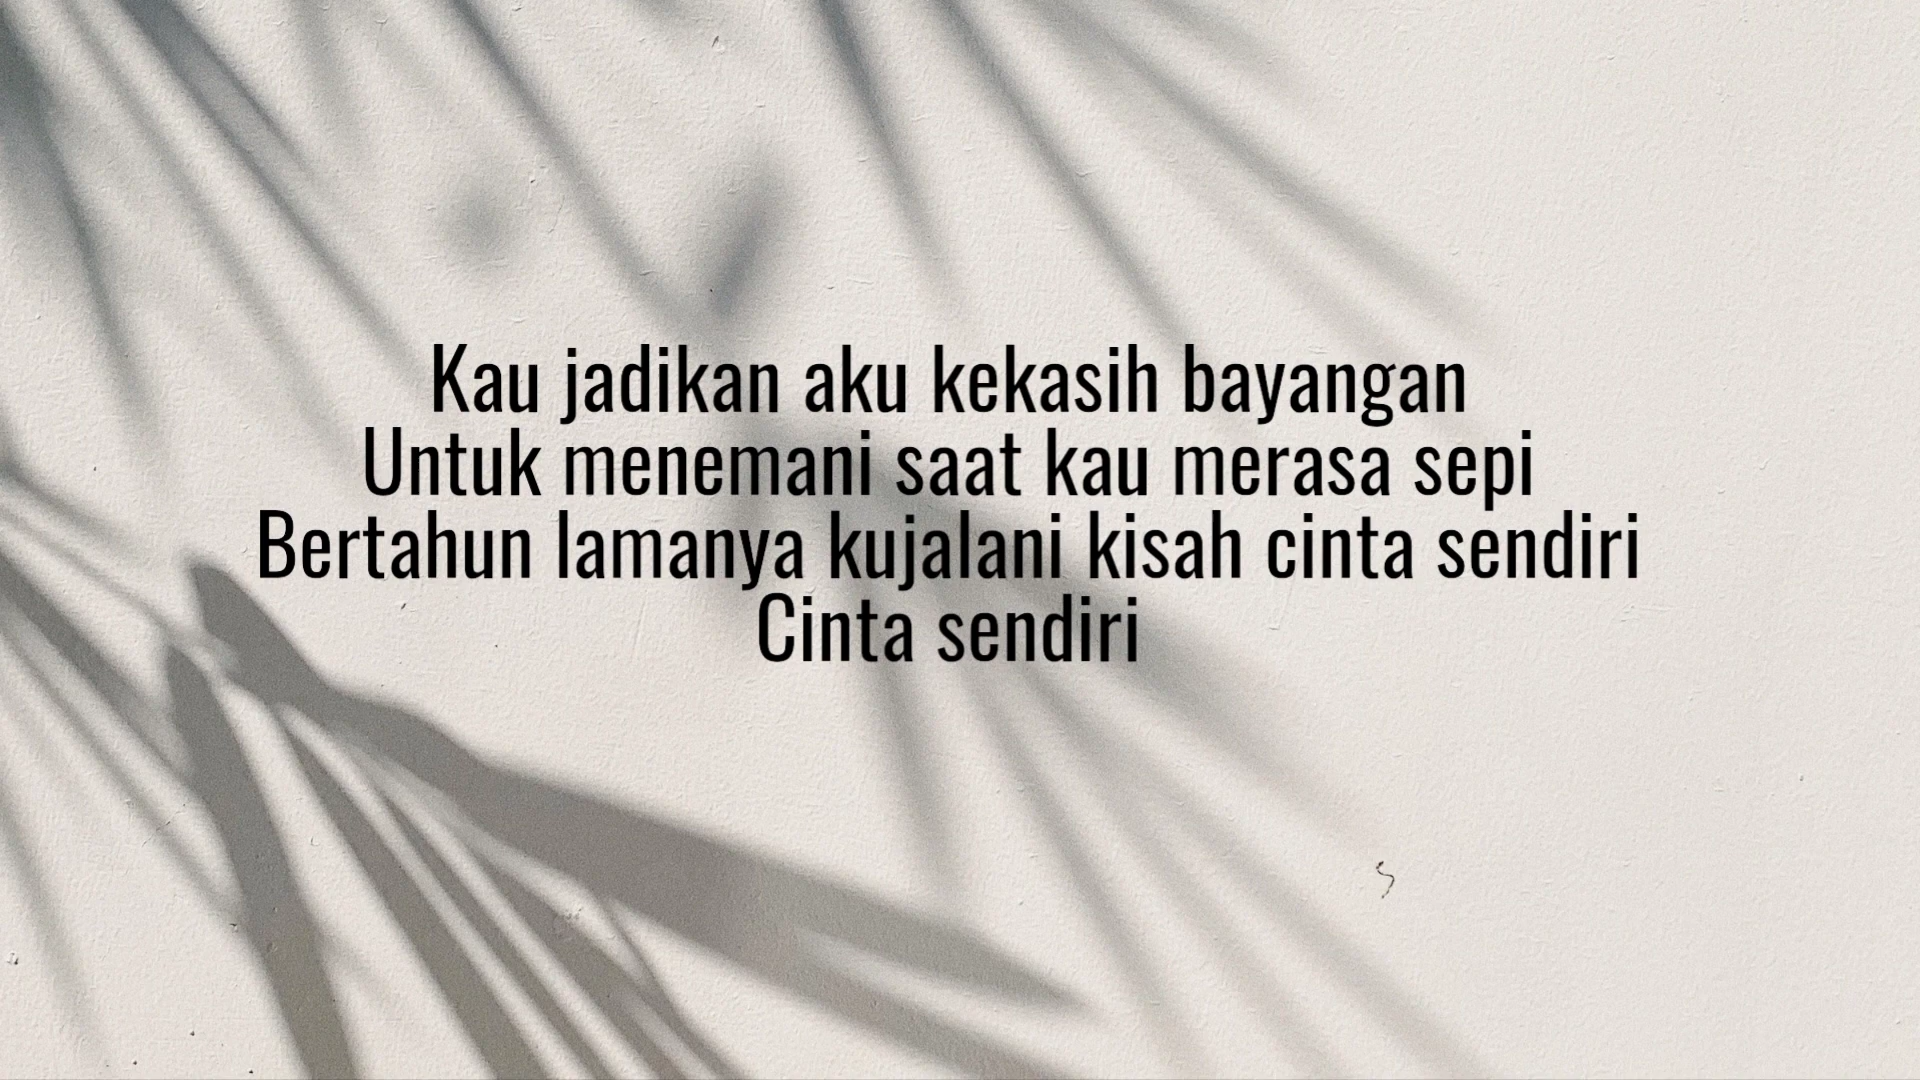 Kau jadikan aku kekasih bayangan
Untuk menemani saat kau merasa sepi
Bertahun lamanya kujalani kisah cinta sendiri
Cinta sendiri